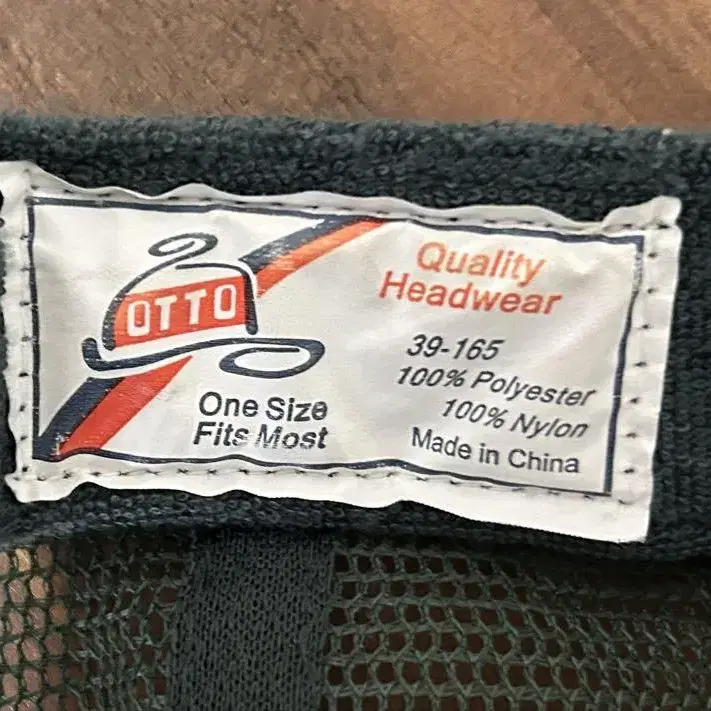 OTTO
One Size
Fits Most
Quality
Headwear
39-165
100% Polyester
100% Nylon
Made in China